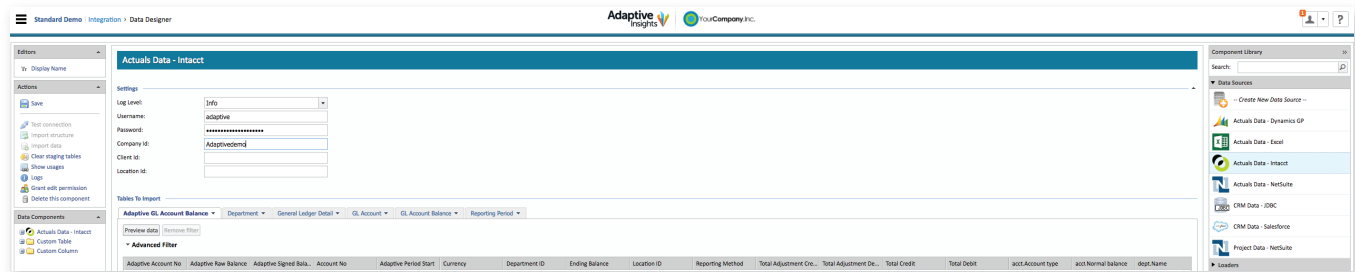 Standard Demo | Integration › Data Designer
Adaptive Insights
YourCompany.Inc.
1
?
Editors
Tr Display Name
Actions
Save
Test connection
Import structure
Import data
Clear staging tables
Show usages
Logs
Grant edit permission
Delete this component
Data Components
Actuals Data - Intacct
Custom Table
Custom Column
Actuals Data - Intacct
Settings
Log Level: Info
Username: adaptive
Password: ••••••••••••••••••••
Company Id: Adaptivedemo
Client Id:
Location Id:
Tables To Import
Adaptive GL Account Balance Department General Ledger Detail GL Account GL Account Balance Reporting Period
Preview data Remove filter
Advanced Filter
Adaptive Account No Adaptive Raw Balance Adaptive Signed Bala... Account No Adaptive Period Start Currency Department ID Ending Balance Location ID Reporting Method Total Adjustment Cre... Total Adjustment De... Total Credit Total Debit acct.Account type acct.Normal balance dept.Name
Component Library »
Search:
Data Sources
-- Create New Data Source --
Actuals Data - Dynamics GP
Actuals Data - Excel
Actuals Data - Intacct
Actuals Data - NetSuite
CRM Data - JDBC
CRM Data - Salesforce
Project Data - NetSuite
Loaders